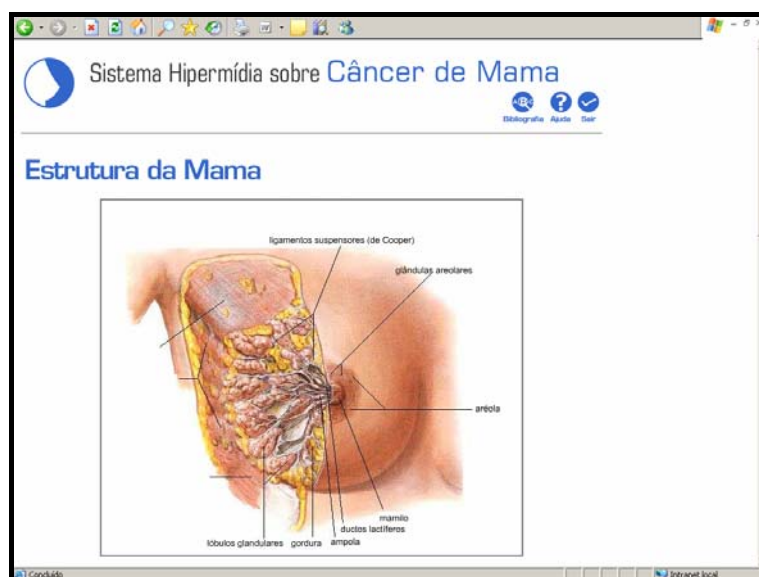 Sistema Hipermídia sobre Câncer de Mama
Bibliografia Ajuda Sair
Estrutura da Mama
ligamentos suspensores (de Cooper)
glândulas areolares
aréola
mamilo
ductos lactíferos
lóbulos glandulares gordura ampola
Concluído Intranet local